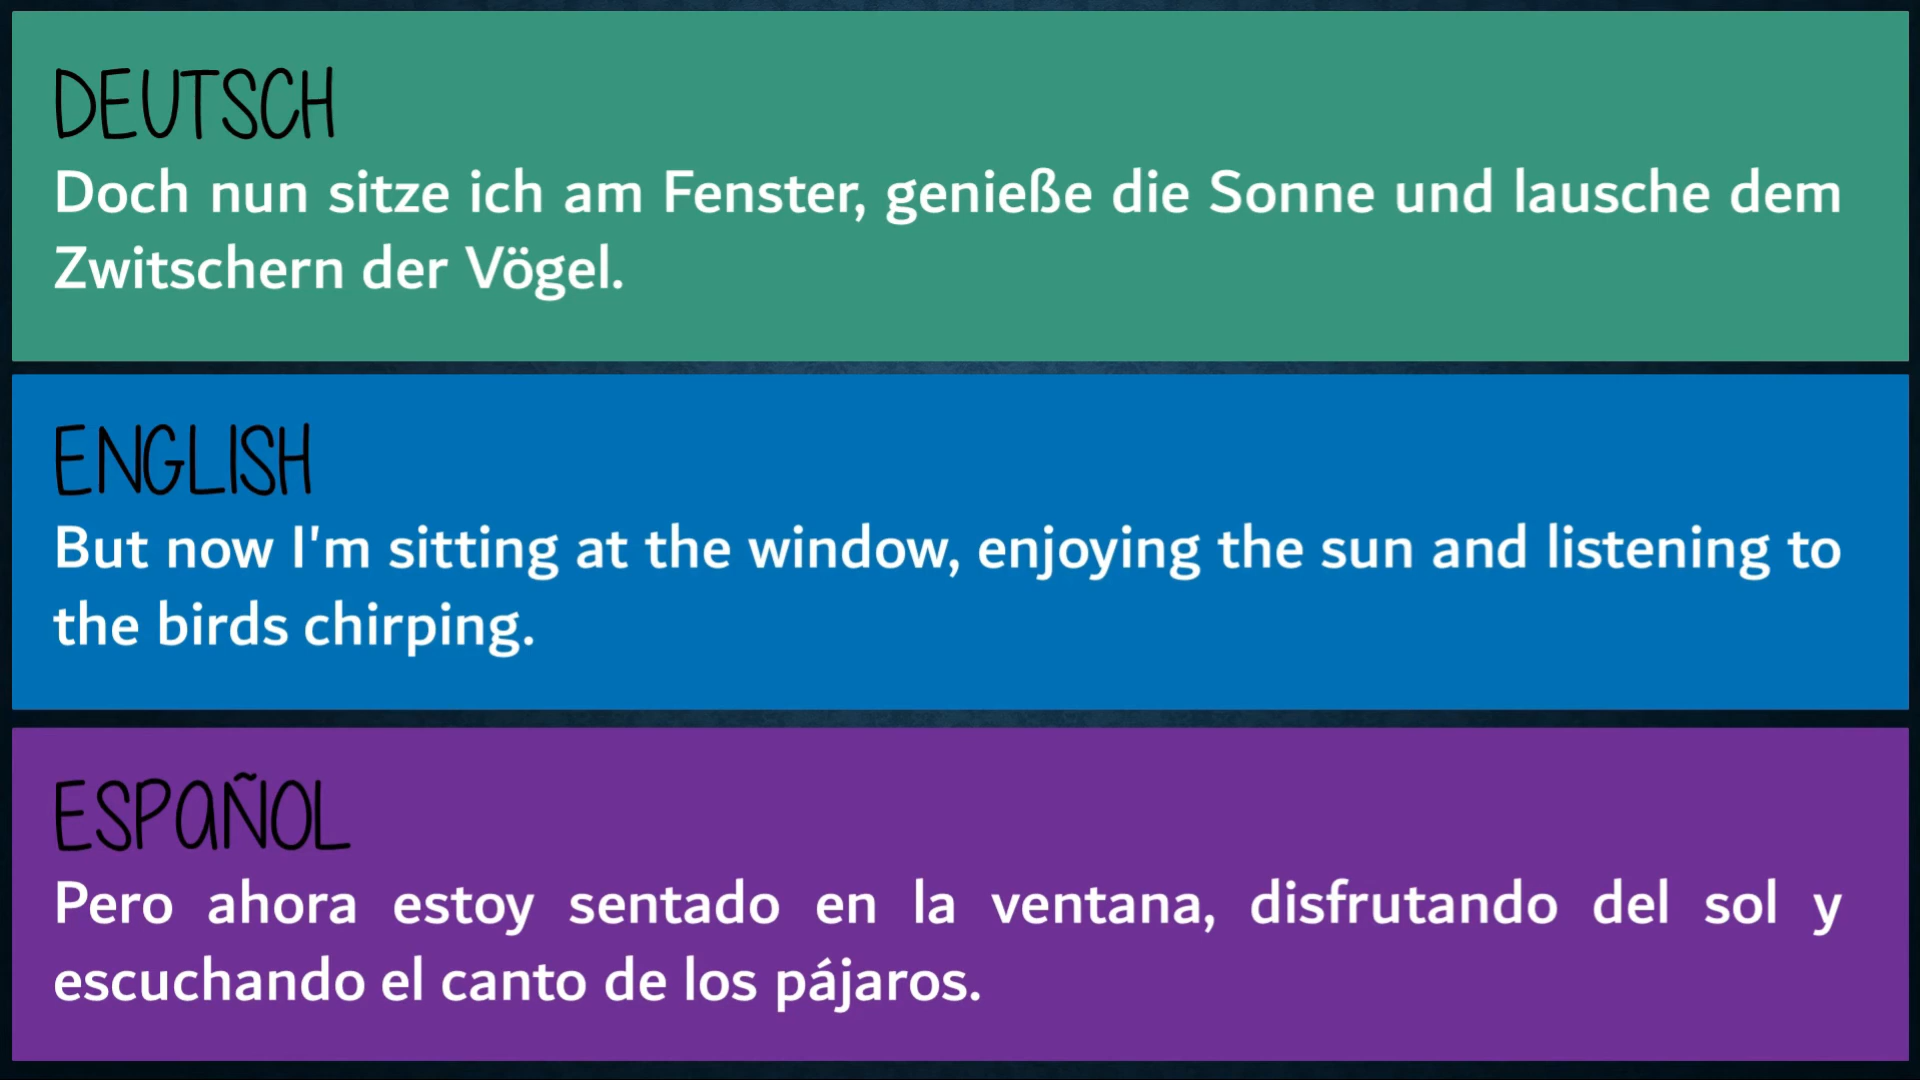 DEUTSCH
Doch nun sitze ich am Fenster, genieße die Sonne und lausche dem
Zwitschern der Vögel.
ENGLISH
But now I'm sitting at the window, enjoying the sun and listening to
the birds chirping.
ESPAÑOL
Pero ahora estoy sentado en la ventana, disfrutando del sol y
escuchando el canto de los pájaros.